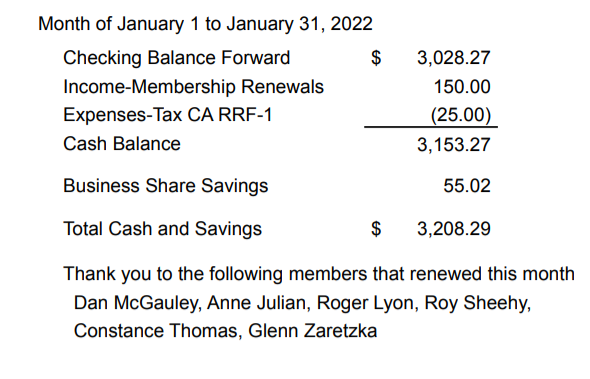 Month of January 1 to January 31, 2022
Checking Balance Forward $ 3,028.27
Income-Membership Renewals 150.00
Expenses-Tax CA RRF-1 (25.00)
Cash Balance 3,153.27
Business Share Savings 55.02
Total Cash and Savings $ 3,208.29
Thank you to the following members that renewed this month
Dan McGauley, Anne Julian, Roger Lyon, Roy Sheehy,
Constance Thomas, Glenn Zaretzka